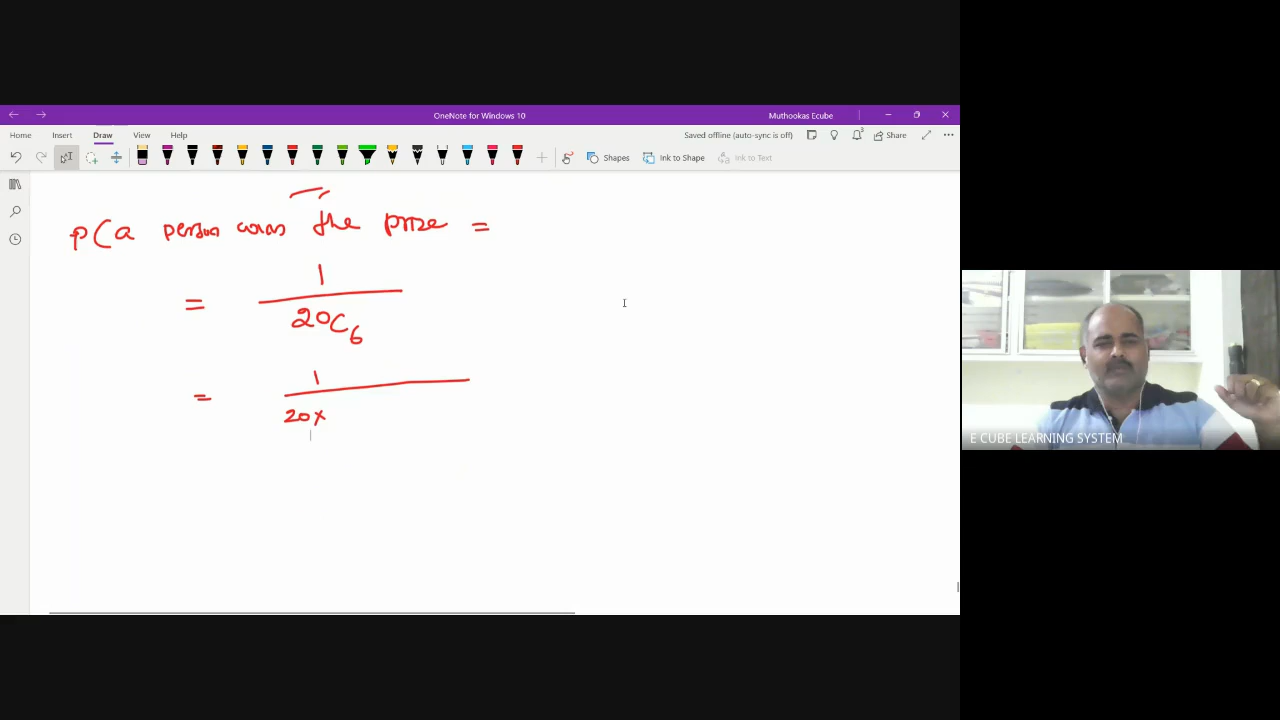 OneNote for Windows 10
Muthookas Ecube
Home Insert Draw View Help
Saved offline (auto-sync is off)
3
Share
Shapes
Ink to Shape
Ink to Text
P(a person wins the prize =
= 1
20C6
= 1
20x
E CUBE LEARNING SYSTEM